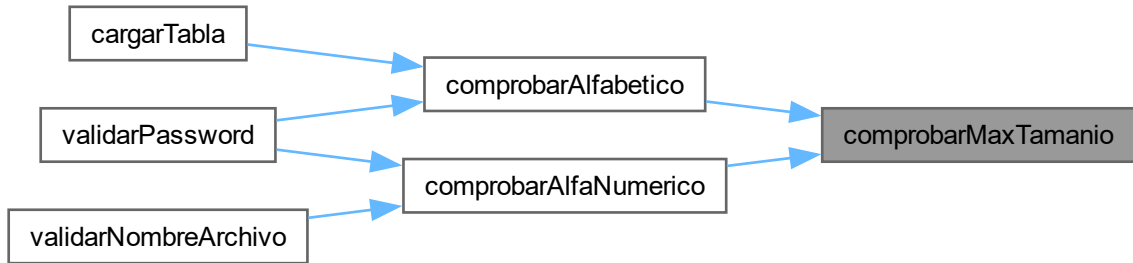 cargarTabla
comprobarAlfabetico
validarPassword
comprobarMaxTamanio
comprobarAlfaNumerico
validarNombreArchivo